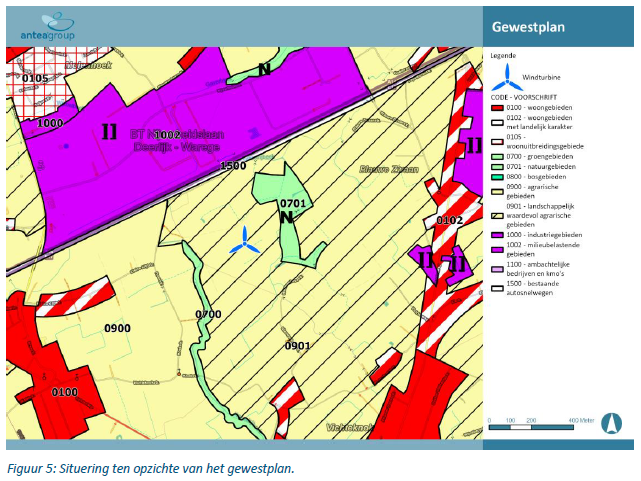 anteagroup
Gewestplan
Legende
Windturbine
CODE - VOORSCHRIFT
0100 - woongebieden
0102 - woongebieden
met landelijk karakter
0105 -
woonuitbreidingsgebiede
0700 - groengebieden
0701 - natuurgebieden
0800 - bosgebieden
0900 - agrarische
gebieden
0901 - landschappelijk
waardevol agrarische
gebieden
1000 - industriegebieden
1002 - milieubelastende
gebieden
1100 - ambachtelijke
bedrijven en kmo's
1500 - bestaande
autosnelwegen
0 100 200 400 Meter
0105
N
1000
II
1002
Deerlijk - Warege
1500
Blauwe Zwaan
0701
N
0102
II
II
II
0700
0900
0901
0100
Vichteknok
Figuur 5: Situering ten opzichte van het gewestplan.